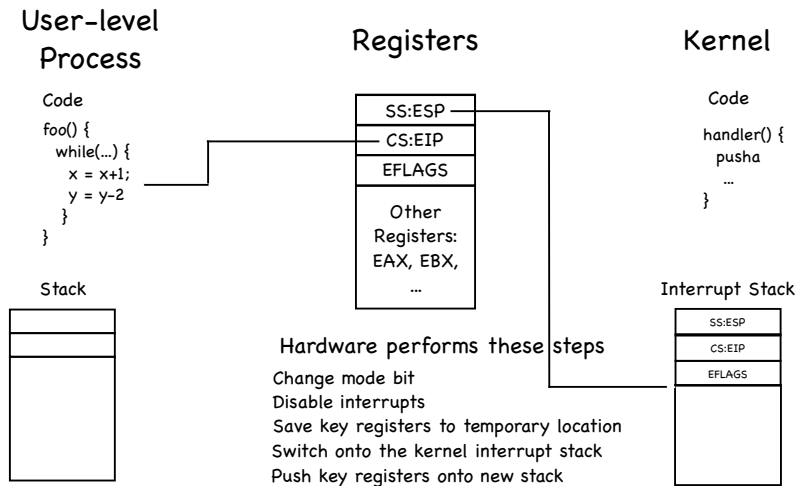 User-level
Process
Registers
Kernel
Code
foo() {
while(...) {
x = x+1;
y = y-2
}
}
Stack
SS:ESP
CS:EIP
EFLAGS
Other
Registers:
EAX, EBX,
...
Code
handler() {
pusha
...
}
Interrupt Stack
SS:ESP
CS:EIP
EFLAGS
Hardware performs these steps
Change mode bit
Disable interrupts
Save key registers to temporary location
Switch onto the kernel interrupt stack
Push key registers onto new stack